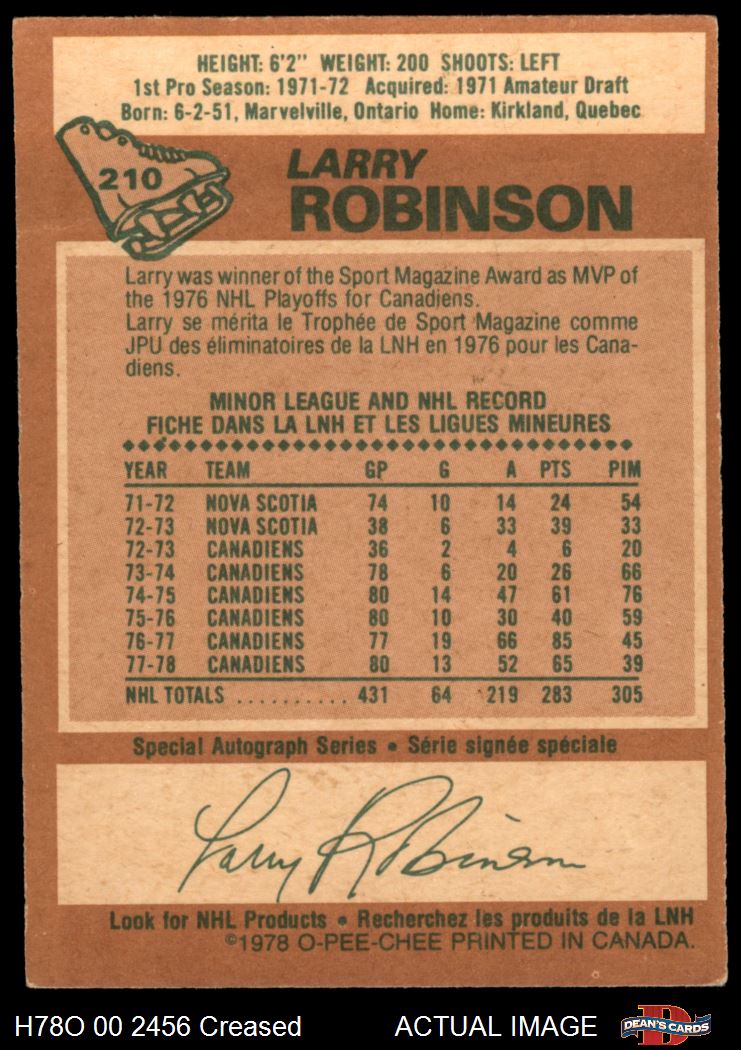 HEIGHT: 6'2" WEIGHT: 200 SHOOTS: LEFT
1st Pro Season: 1971-72 Acquired: 1971 Amateur Draft
Born: 6-2-51, Marvelville, Ontario Home: Kirkland, Quebec
210
LARRY
ROBINSON
Larry was winner of the Sport Magazine Award as MVP of
the 1976 NHL Playoffs for Canadiens.
Larry se mérita le Trophée de Sport Magazine comme
JPU des éliminatoires de la LNH en 1976 pour les Cana-
diens.
MINOR LEAGUE AND NHL RECORD
FICHE DANS LA LNH ET LES LIGUES MINEURES
YEAR TEAM GP G A PTS PIM
71-72 NOVA SCOTIA 74 10 14 24 54
72-73 NOVA SCOTIA 38 6 33 39 33
72-73 CANADIENS 36 2 4 6 20
73-74 CANADIENS 78 6 20 26 66
74-75 CANADIENS 80 14 47 61 76
75-76 CANADIENS 80 10 30 40 59
76-77 CANADIENS 77 19 66 85 45
77-78 CANADIENS 80 13 52 65 39
NHL TOTALS .......... 431 64 219 283 305
Special Autograph Series • Série signée spéciale
Larry Robinson
Look for NHL Products • Recherchez les produits de la LNH
©1978 O-PEE-CHEE PRINTED IN CANADA.
H78O 00 2456 Creased ACTUAL IMAGE
D
DEAN'S CARDS